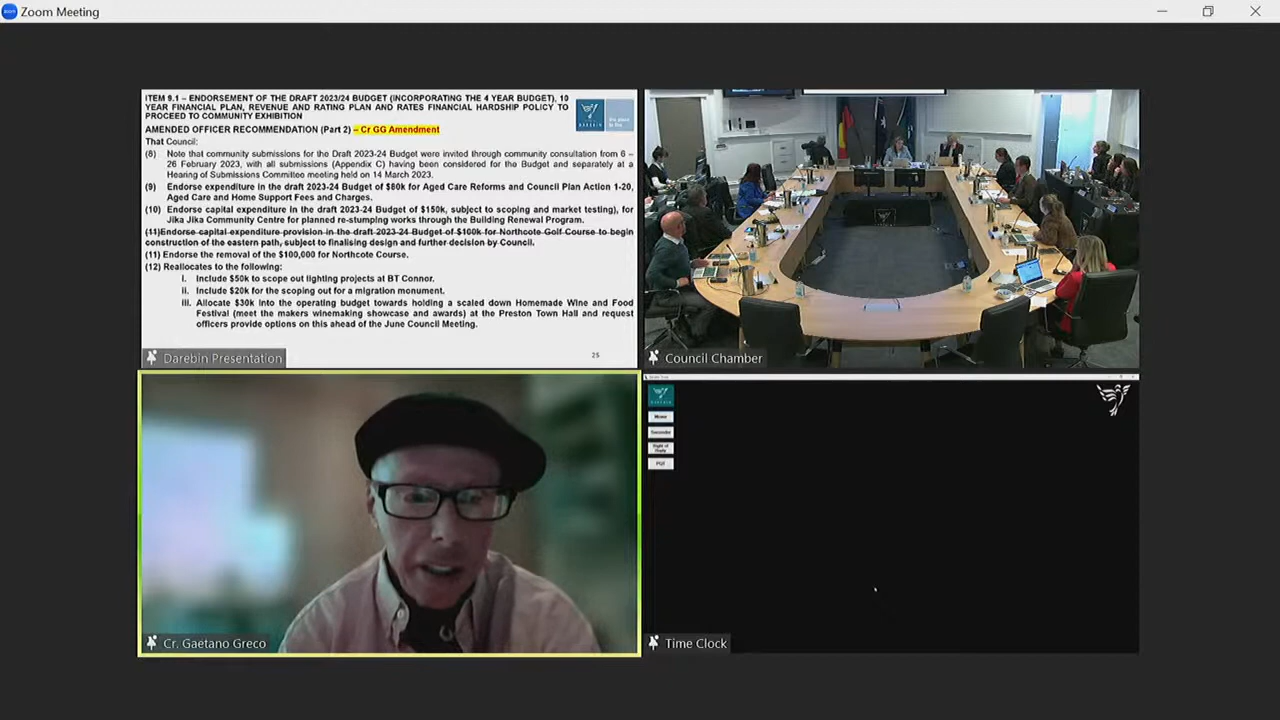 Zoom Meeting
ITEM 9.1 – ENDORSEMENT OF THE DRAFT 2023/24 BUDGET (INCORPORATING THE 4 YEAR BUDGET), 10
YEAR FINANCIAL PLAN, REVENUE AND RATING PLAN AND RATES FINANCIAL HARDSHIP POLICY TO
PROCEED TO COMMUNITY EXHIBITION
AMENDED OFFICER RECOMMENDATION (Part 2) – Cr GG Amendment
That Council:
(8) Note that community submissions for the Draft 2023-24 Budget were invited through community consultation from 6 –
26 February 2023, with all submissions (Appendix C) having been considered for the Budget and separately at a
Hearing of Submissions Committee meeting held on 14 March 2023.
(9) Endorse expenditure in the draft 2023-24 Budget of $80k for Aged Care Reforms and Council Plan Action 1-20,
Aged Care and Home Support Fees and Charges.
(10) Endorse capital expenditure in the draft 2023-24 Budget of $150k, subject to scoping and market testing), for
Jika Jika Community Centre for planned re-stumping works through the Building Renewal Program.
(11)Endorse capital expenditure provision in the draft 2023-24 Budget of $100k for Northcote Golf Course to begin
construction of the eastern path, subject to finalising design and further decision by Council.
(11) Endorse the removal of the $100,000 for Northcote Course.
(12) Reallocates to the following:
i. Include $50k to scope out lighting projects at BT Connor.
ii. Include $20k for the scoping out for a migration monument.
iii. Allocate $30k into the operating budget towards holding a scaled down Homemade Wine and Food
Festival (meet the makers winemaking showcase and awards) at the Preston Town Hall and request
officers provide options on this ahead of the June Council Meeting.
25
DAREBIN
Darebin Presentation
Council Chamber
Cr. Gaetano Greco
Mover
Seconder
Right of
Reply
Time Clock